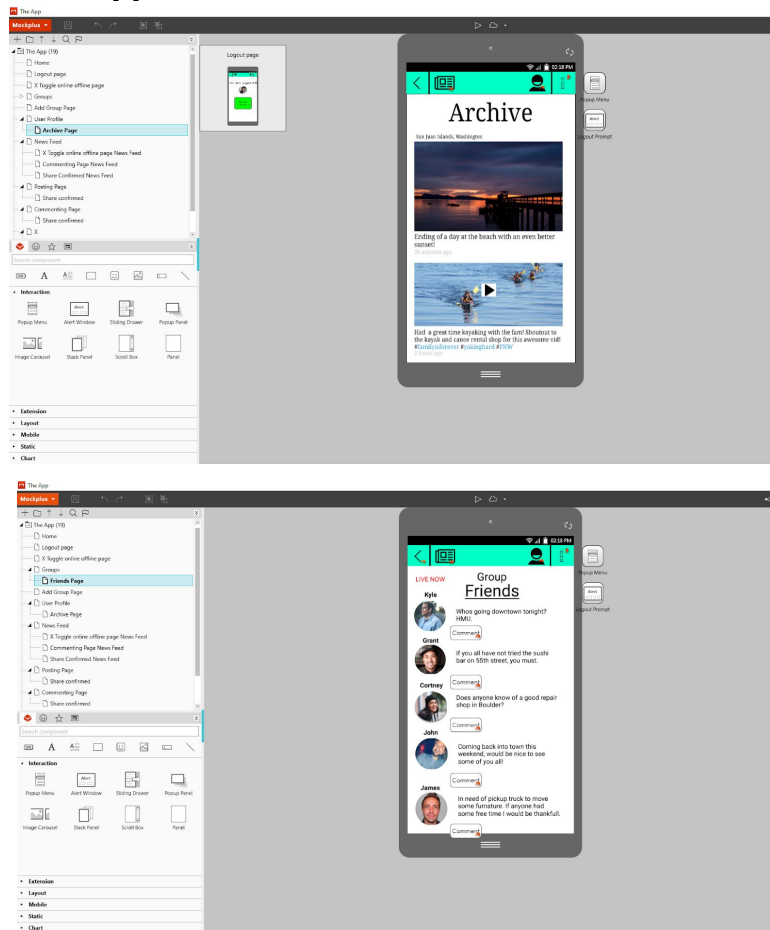 The App
Mockplus
The App (19)
Home
Logout page
X Toggle online offline page
Groups
Add Group Page
User Profile
Archive Page
News Feed
X Toggle online offline page News Feed
Commenting Page News Feed
Share Confirmed News Feed
Posting Page
Share confirmed
Commenting Page
Share confirmed
X
Search component
A
A
Interaction
Popup Menu
Alert
Alert Window
Sliding Drawer
Popup Panel
Image Carousel
Stack Panel
Scroll Box
Panel
Extension
Layout
Mobile
Static
Chart
Logout page
02:18 PM
Archive
San Juan Islands, Washington
Ending of a day at the beach with an even better
sunset!
20 minutes ago
Had a great time kayaking with the fam! Shoutout to
the kayak and canoe rental shop for this awesome vid!
#familyisforever #yakinghard #PNW
2 hours ago
Popup Menu
Alert
Logout Prompt
The App
Mockplus
The App (19)
Home
Logout page
X Toggle online offline page
Groups
Friends Page
Add Group Page
User Profile
Archive Page
News Feed
X Toggle online offline page News Feed
Commenting Page News Feed
Share Confirmed News Feed
Posting Page
Share confirmed
Commenting Page
Share confirmed
Search component
A
A
Interaction
Popup Menu
Alert
Alert Window
Sliding Drawer
Popup Panel
Image Carousel
Stack Panel
Scroll Box
Panel
Extension
Layout
Mobile
Static
Chart
02:18 PM
LIVE NOW
Group
Friends
Kyle
Whos going downtown tonight?
HMU.
Comment
Grant
If you all have not tried the sushi
bar on 55th street, you must.
Comment
Cortney
Does anyone know of a good repair
shop in Boulder?
Comment
John
Coming back into town this
weekend, would be nice to see
some of you all!
Comment
James
In need of pickup truck to move
some furnature. If anyone had
some free time I would be thankfull.
Comment
Popup Menu
Alert
Logout Prompt